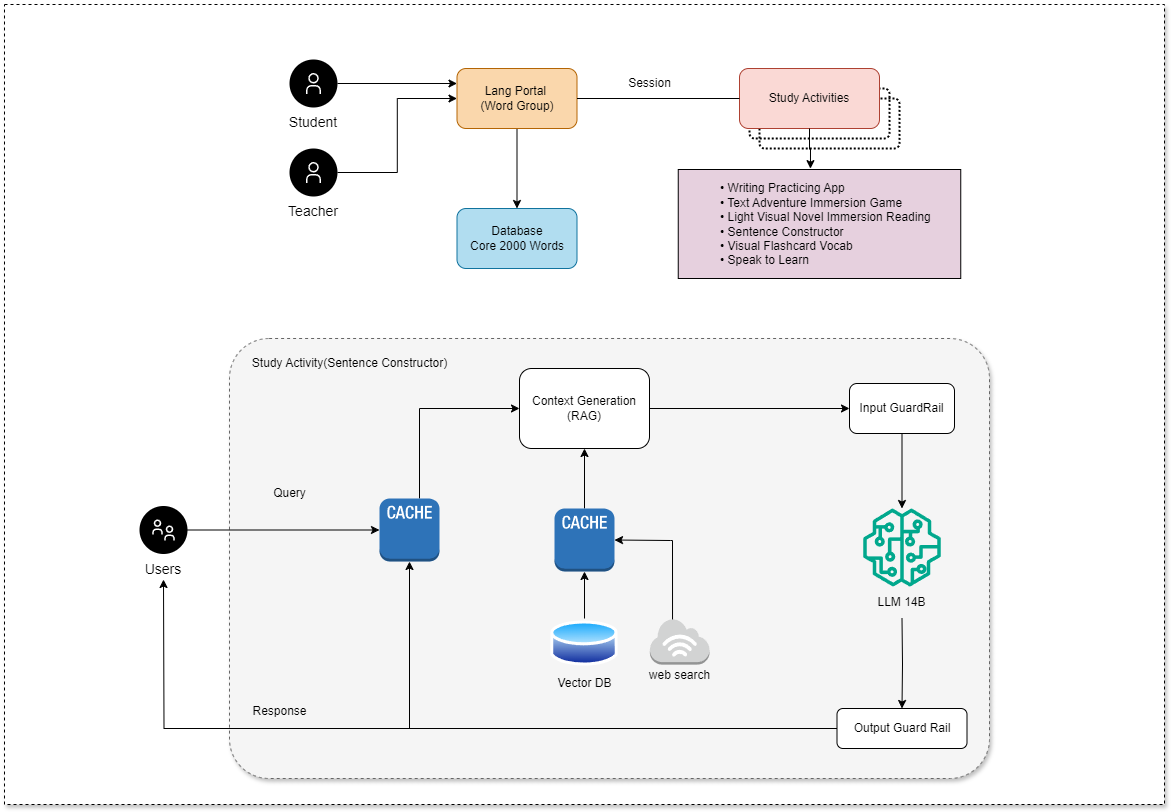 Student
Teacher
Lang Portal
(Word Group)
Session
Study Activities
Database
Core 2000 Words
• Writing Practicing App
• Text Adventure Immersion Game
• Light Visual Novel Immersion Reading
• Sentence Constructor
• Visual Flashcard Vocab
• Speak to Learn
Study Activity(Sentence Constructor)
Context Generation
(RAG)
Input GuardRail
Query
CACHE
CACHE
Users
LLM 14B
Vector DB
web search
Response
Output Guard Rail